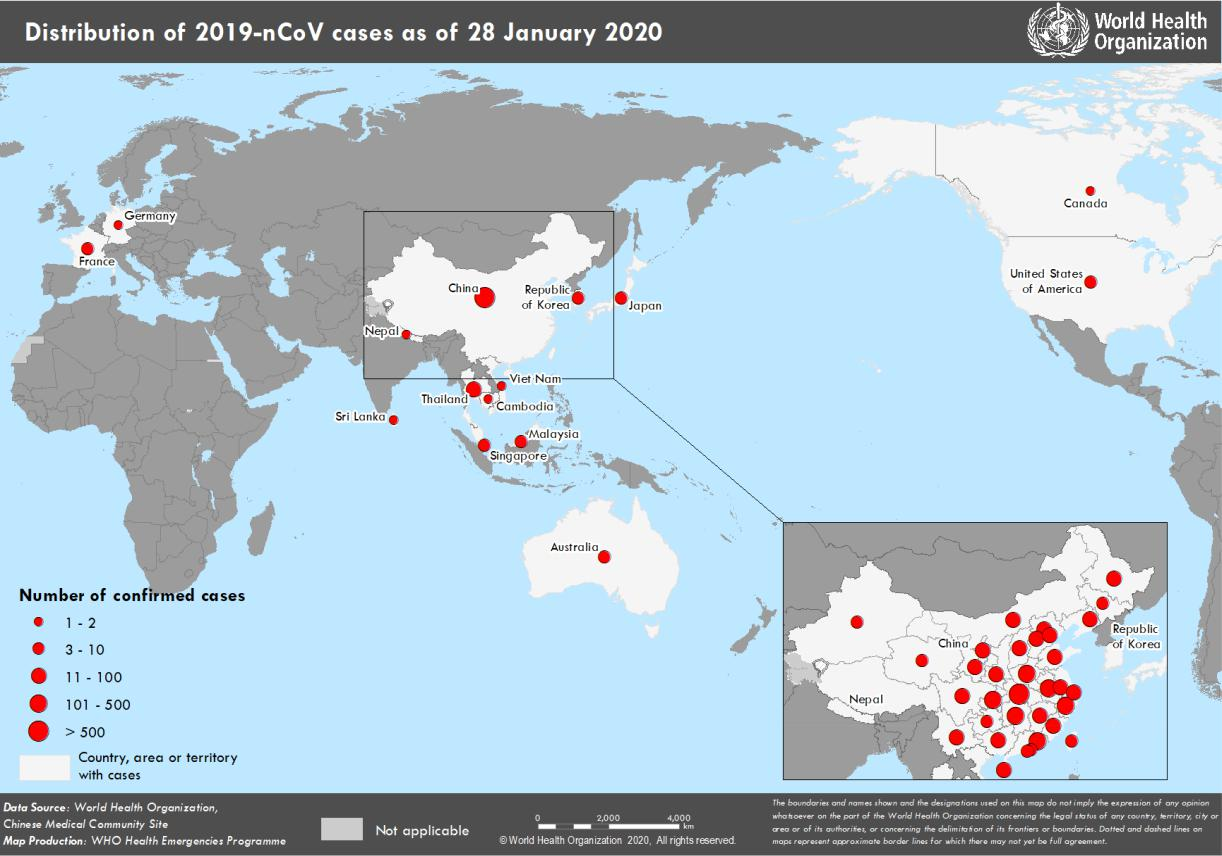 Distribution of 2019-nCoV cases as of 28 January 2020
World Health
Organization
Germany
France
Canada
United States
of America
China
Republic
of Korea
Japan
Nepal
Viet Nam
Thailand
Cambodia
Sri Lanka
Malaysia
Singapore
Australia
China
Republic
of Korea
Nepal
Number of confirmed cases
1 - 2
3 - 10
11 - 100
101 - 500
> 500
Country, area or territory
with cases
Data Source: World Health Organization,
Chinese Medical Community Site
Map Production: WHO Health Emergencies Programme
Not applicable
0 2,000 4,000
km
© World Health Organization 2020, All rights reserved.
The boundaries and names shown and the designations used on this map do not imply the expression of any opinion
whatsoever on the part of the World Health Organization concerning the legal status of any country, territory, city or
area or of its authorities, or concerning the delimitation of its frontiers or boundaries. Dotted and dashed lines on
maps represent approximate border lines for which there may not yet be full agreement.